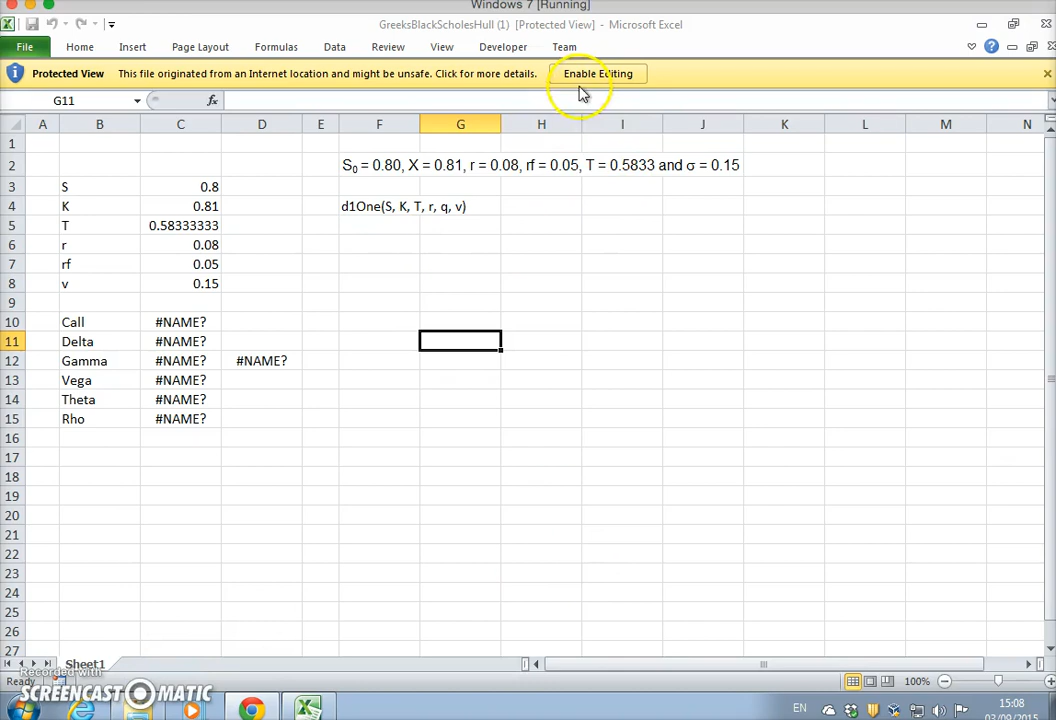 Windows 7 [Running]
GreeksBlackScholesHull (1) [Protected View] - Microsoft Excel
File Home Insert Page Layout Formulas Data Review View Developer Team
Protected View This file originated from an Internet location and might be unsafe. Click for more details. Enable Editing
G11 fx
A B C D E F G H I J K L M N
1
2 S0 = 0.80, X = 0.81, r = 0.08, rf = 0.05, T = 0.5833 and σ = 0.15
3 S 0.8
4 K 0.81 d1One(S, K, T, r, q, v)
5 T 0.58333333
6 r 0.08
7 rf 0.05
8 v 0.15
9
10 Call #NAME?
11 Delta #NAME?
12 Gamma #NAME? #NAME?
13 Vega #NAME?
14 Theta #NAME?
15 Rho #NAME?
16
17
18
19
20
21
22
23
24
25
26
27
Sheet1
Recorded with
Ready 100%
SCREENCAST MATIC
EN 15:08
03/09/2015